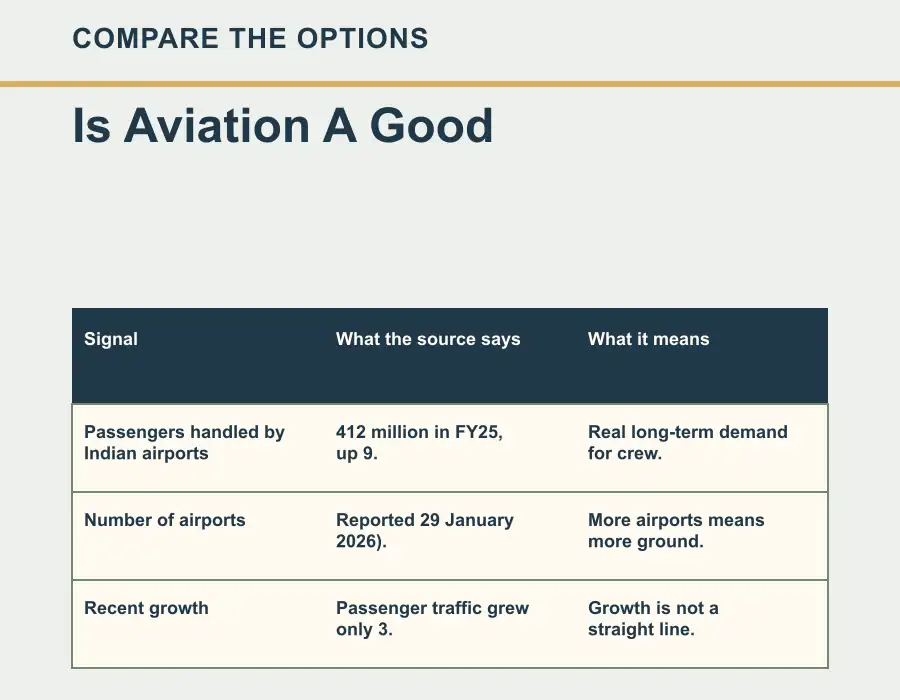 COMPARE THE OPTIONS
Is Aviation A Good
Signal
What the source says
What it means
Passengers handled by
Indian airports
412 million in FY25,
up 9.
Real long-term demand
for crew.
Number of airports
Reported 29 January
2026).
More airports means
more ground.
Recent growth
Passenger traffic grew
only 3.
Growth is not a
straight line.